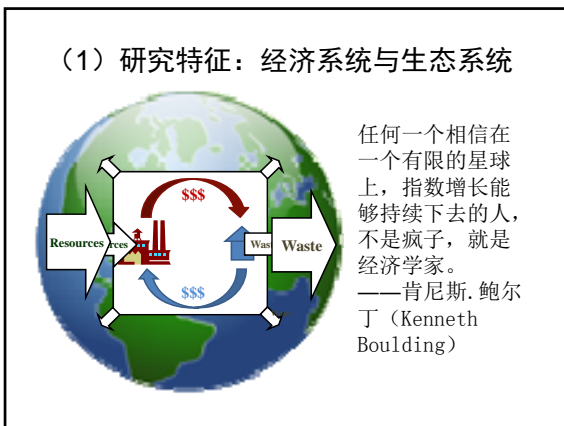 （1）研究特征：经济系统与生态系统
任何一个相信在
一个有限的星球
上，指数增长能
够持续下去的人，
不是疯子，就是
经济学家。
——肯尼斯.鲍尔
丁（Kenneth
Boulding）
$$$
Resources
rces
Was
Waste
$$$